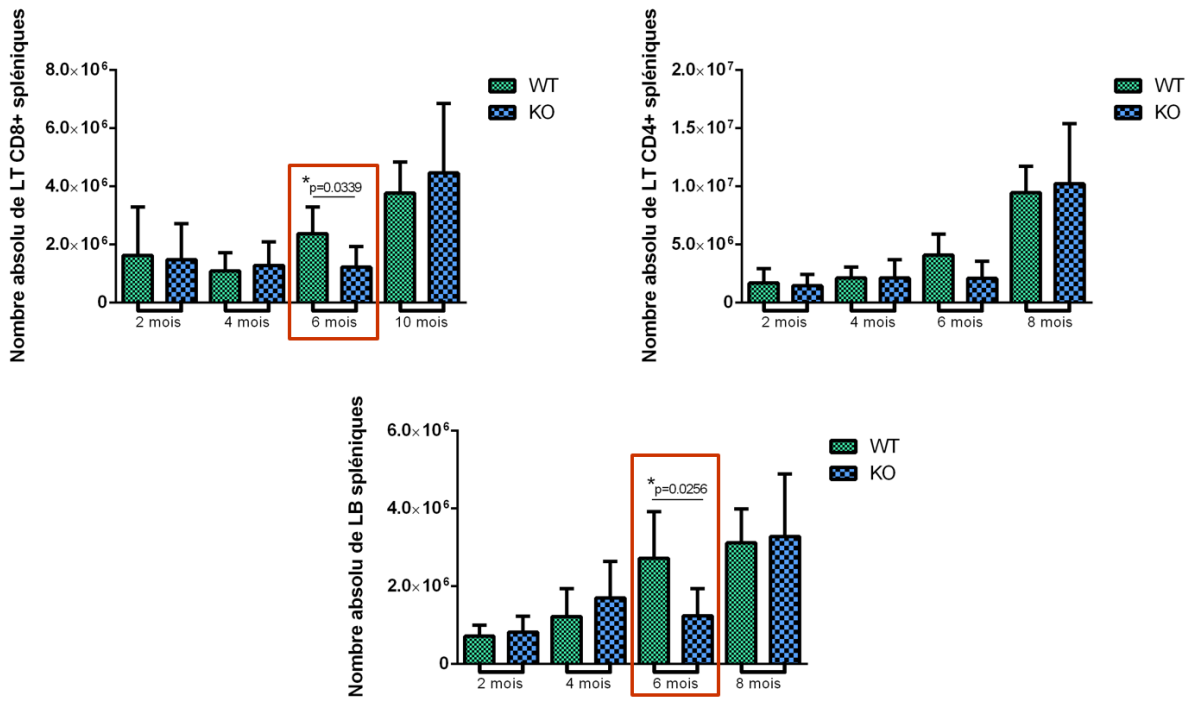 Nombre absolu de LT CD8+ spléniques
8.0×10⁶
6.0×10⁶
4.0×10⁶
2.0×10⁶
0
*p=0.0339
2 mois
4 mois
6 mois
10 mois
WT
KO
Nombre absolu de LT CD4+ spléniques
2.0×10⁷
1.5×10⁷
1.0×10⁷
5.0×10⁶
0
2 mois
4 mois
6 mois
8 mois
WT
KO
Nombre absolu de LB spléniques
6.0×10⁶
4.0×10⁶
2.0×10⁶
0
*p=0.0256
2 mois
4 mois
6 mois
8 mois
WT
KO